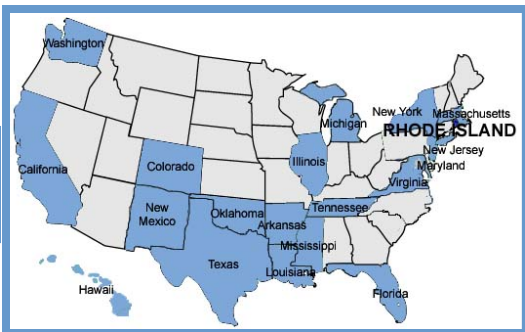 Washington
New York
Massachusetts
Michigan
RHODE ISLAND
New Jersey
Illinois
Maryland
California
Colorado
Virginia
New
Mexico
Oklahoma
Tennessee
Arkansas
Mississippi
Texas
Louisiana
Hawaii
Florida